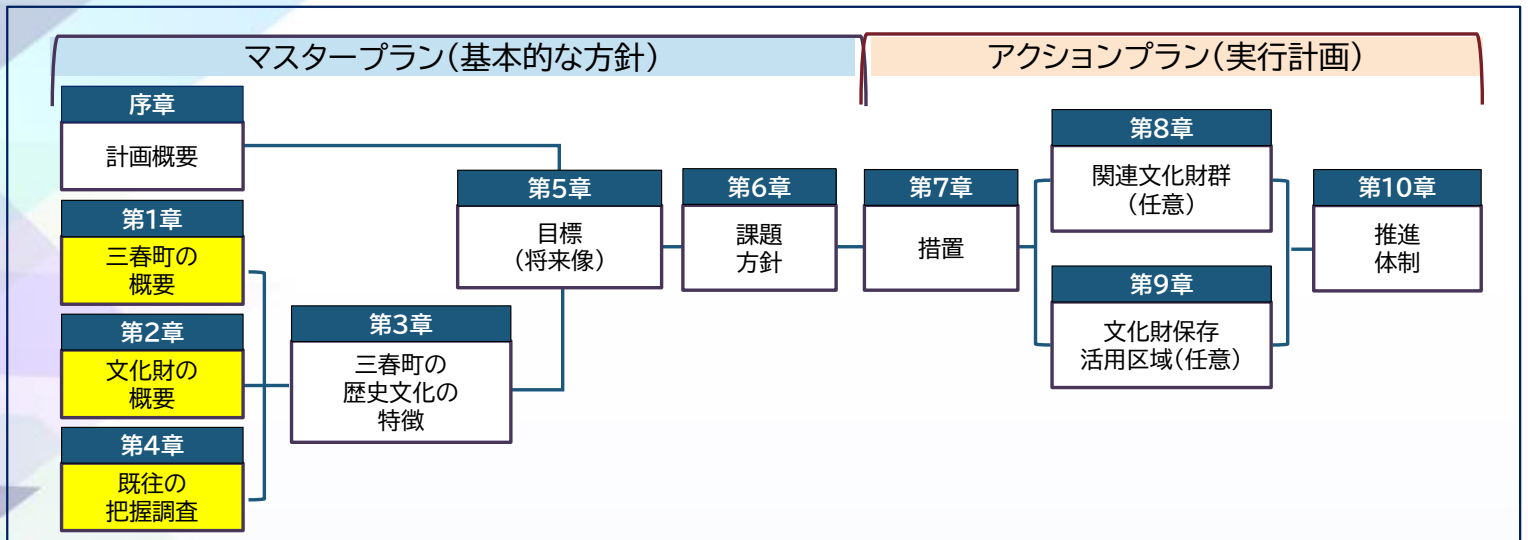 マスタープラン(基本的な方針)
アクションプラン(実行計画)
序章
計画概要
第1章
三春町の
概要
第2章
文化財の
概要
第4章
既往の
把握調査
第3章
三春町の
歴史文化の
特徴
第5章
目標
(将来像)
第6章
課題
方針
第7章
措置
第8章
関連文化財群
(任意)
第9章
文化財保存
活用区域(任意)
第10章
推進
体制